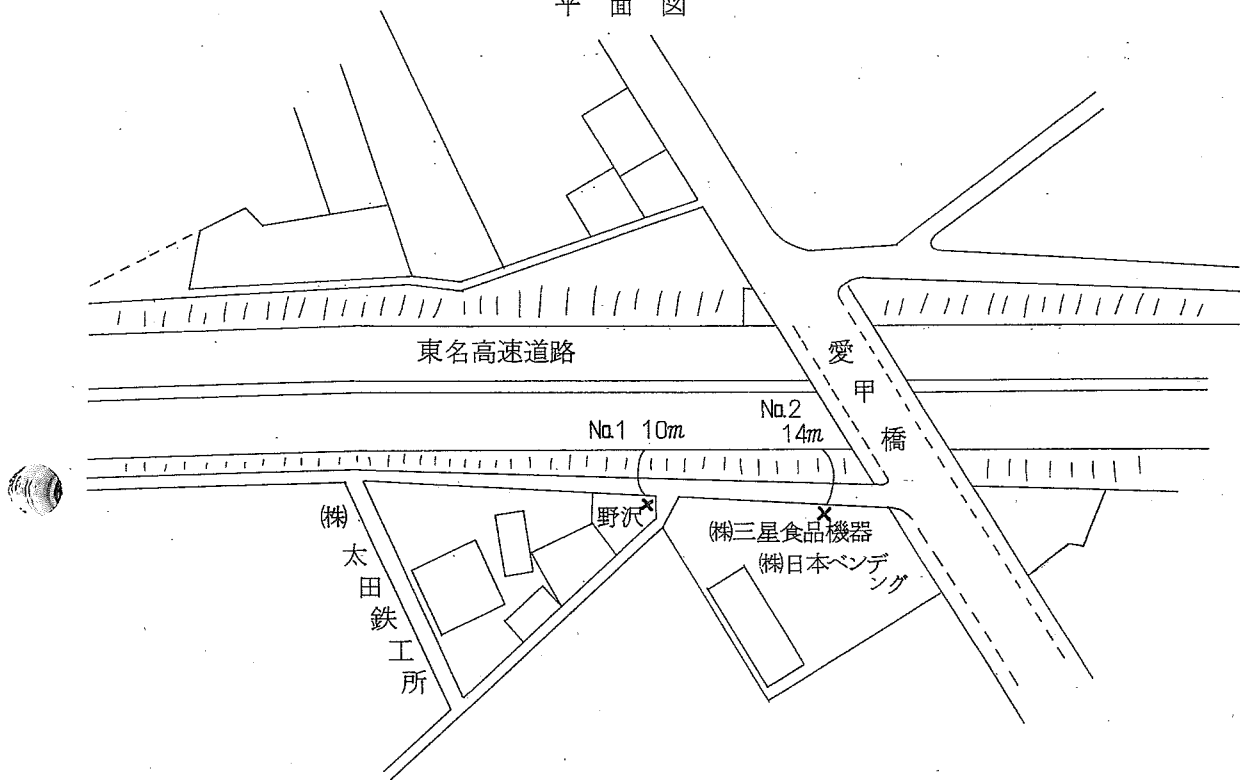 平面図
東名高速道路
愛甲橋
No.1 10m
No.2
14m
野沢
㈱太田鉄工所
㈱三星食品機器
㈱日本ベンデ
ィング